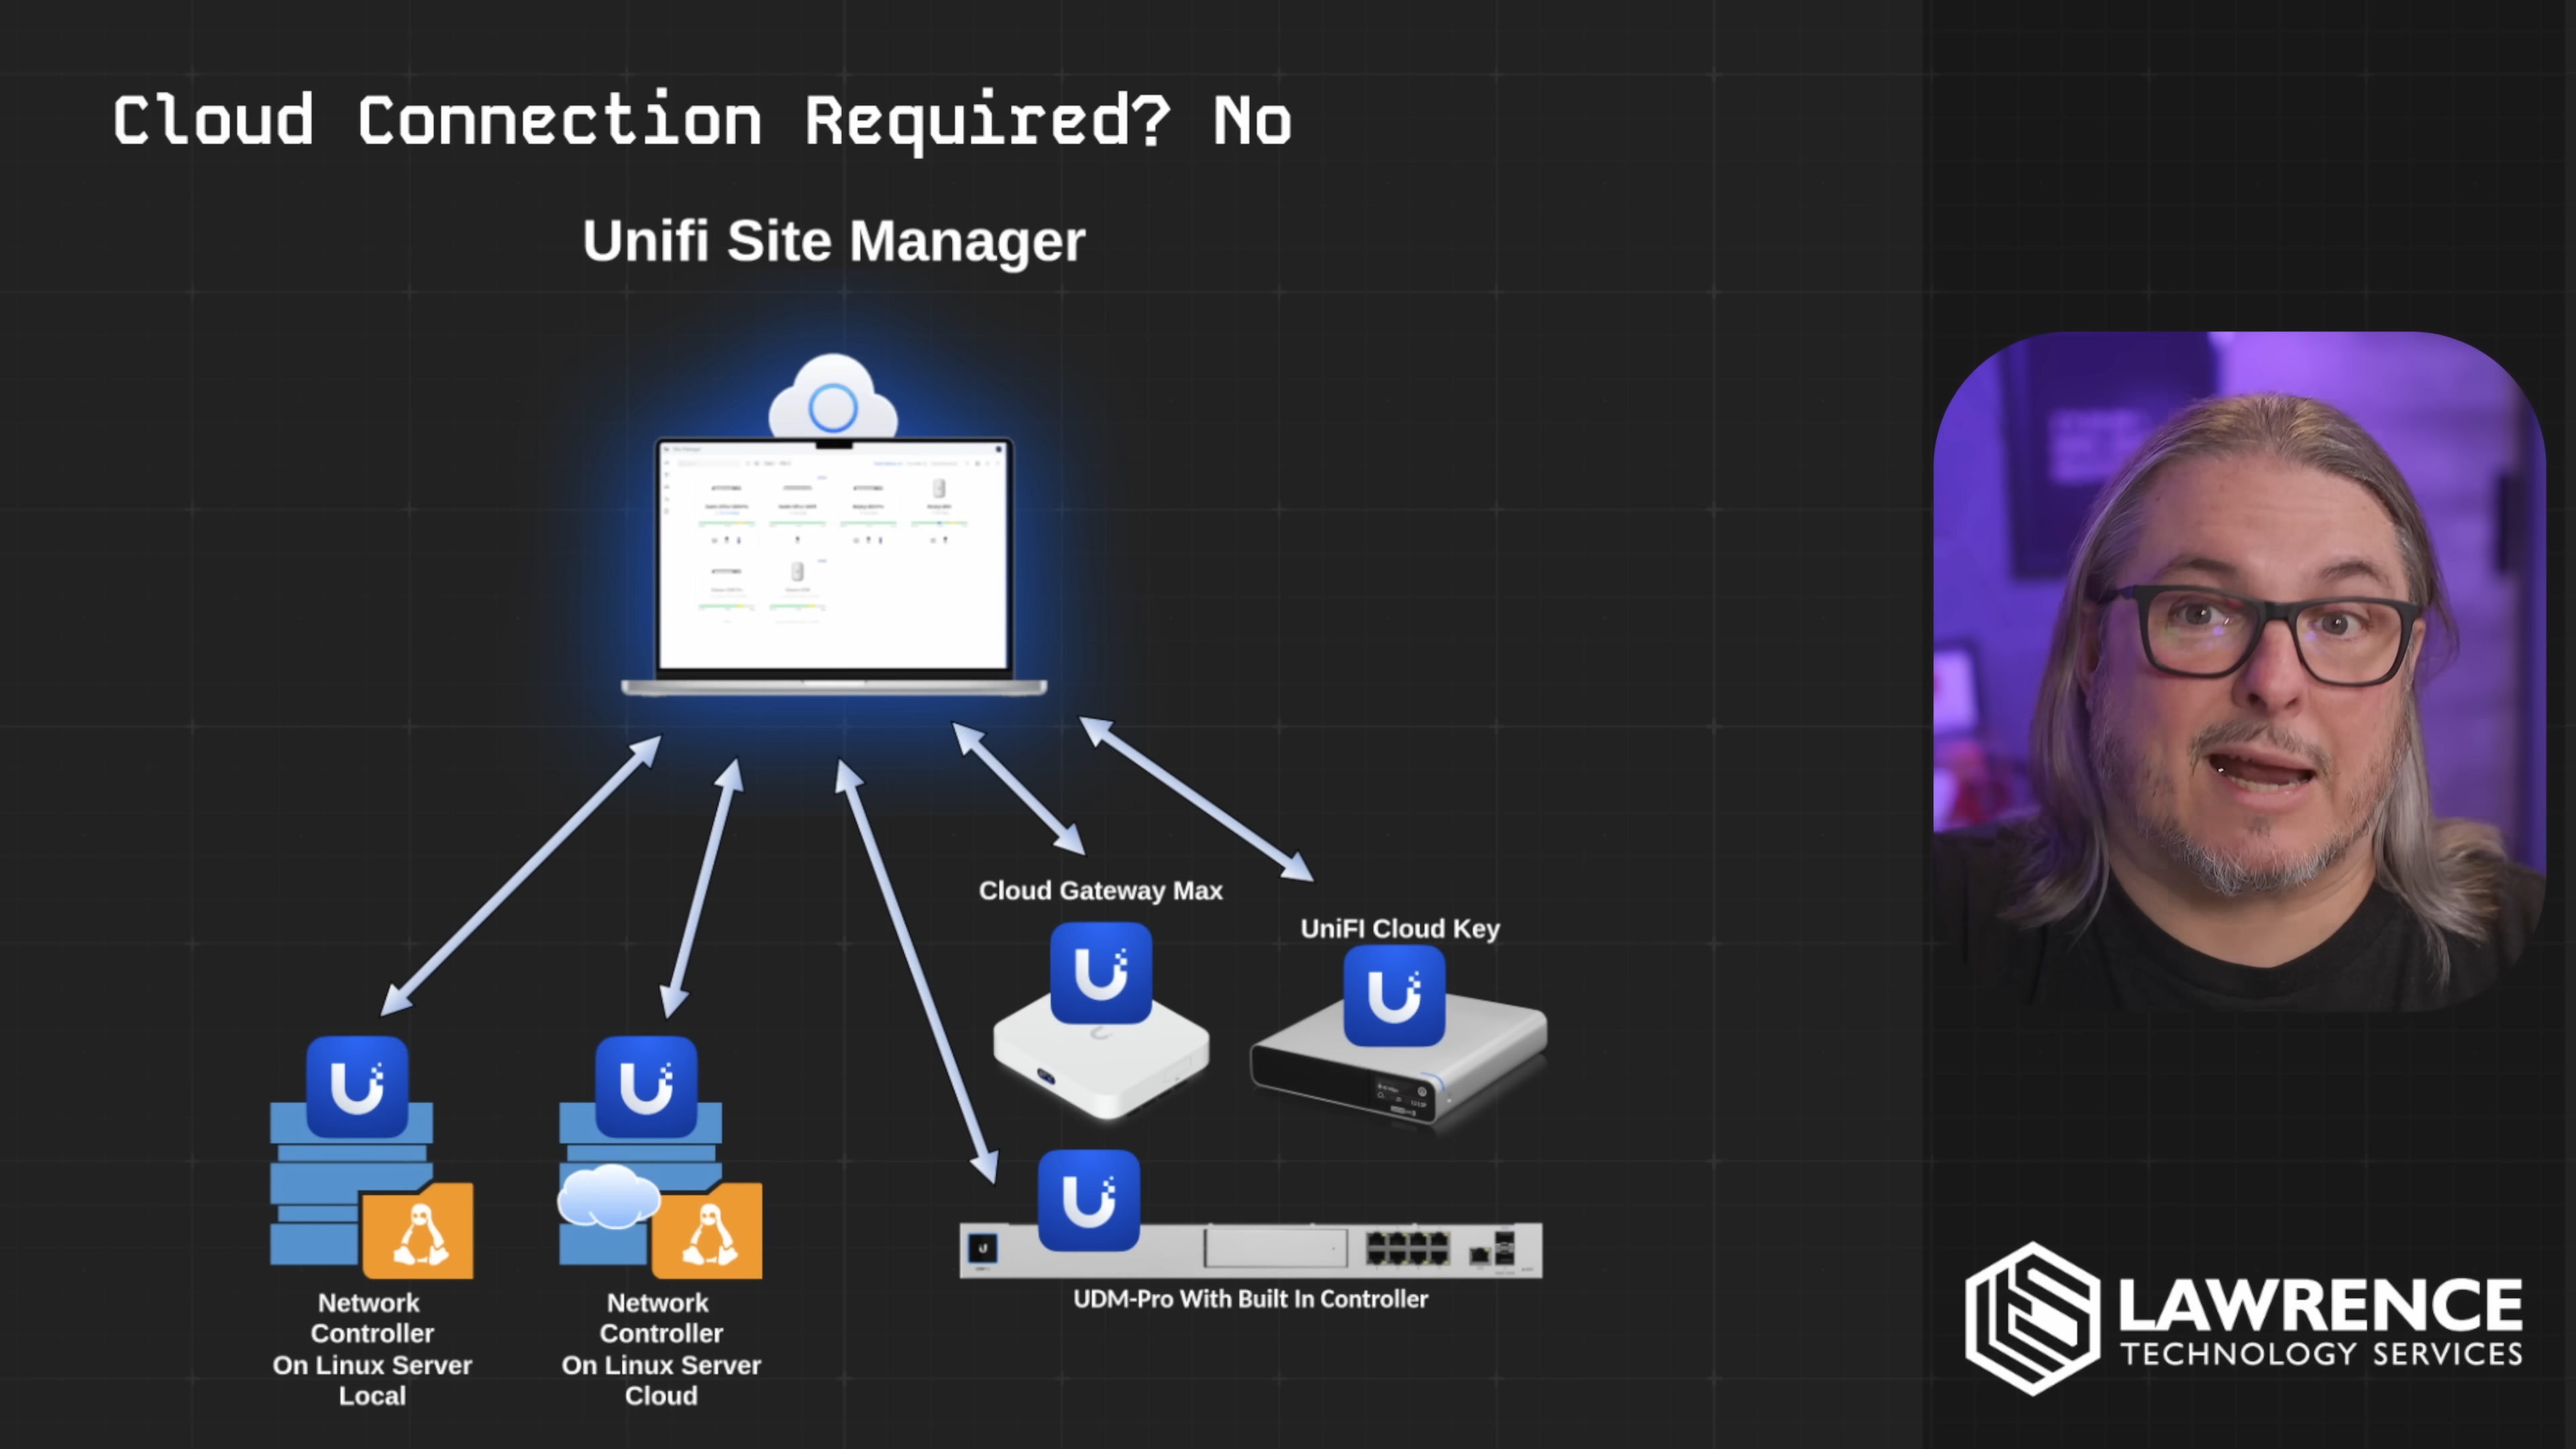 Cloud Connection Required? No
Unifi Site Manager
Cloud Gateway Max
UniFI Cloud Key
Network
Controller
On Linux Server
Local
Network
Controller
On Linux Server
Cloud
UDM-Pro With Built In Controller
LAWRENCE
TECHNOLOGY SERVICES